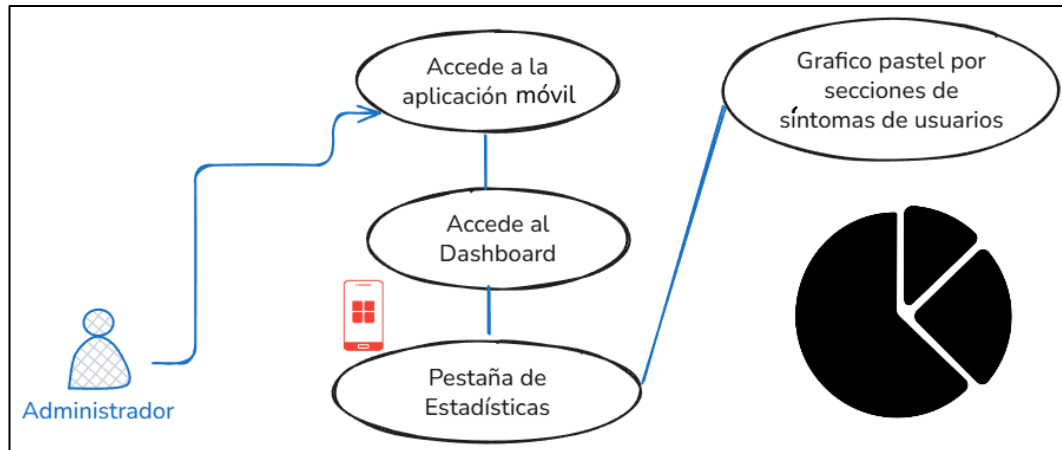 Accede a la
aplicación móvil
Accede al
Dashboard
Pestaña de
Estadísticas
Grafico pastel por
secciones de
síntomas de usuarios
Administrador